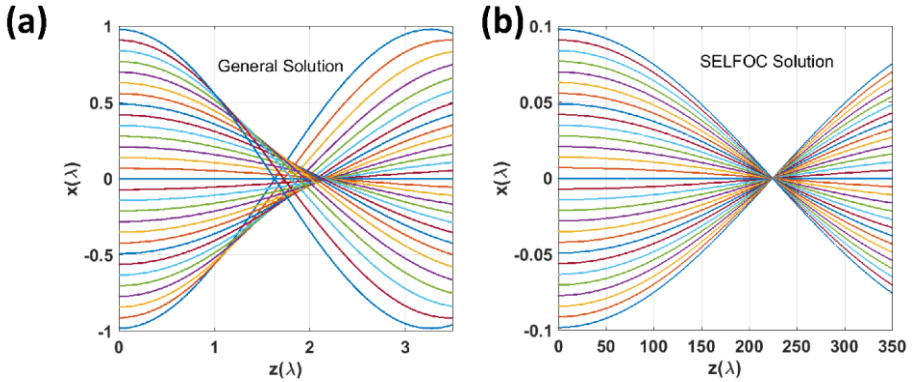 (a)
General Solution
x(λ)
1
0.5
0
-0.5
-1
0 1 2 3
z(λ)
(b)
SELFOC Solution
x(λ)
0.1
0.05
0
-0.05
-0.1
0 50 100 150 200 250 300 350
z(λ)